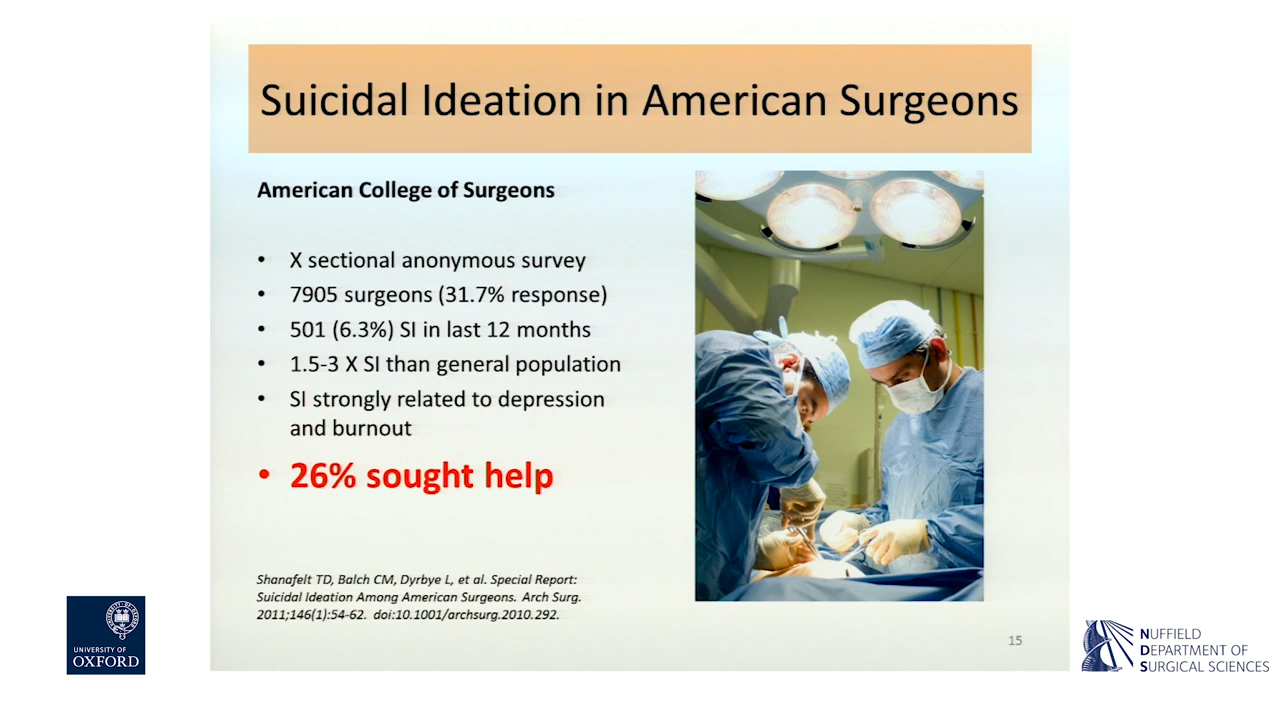 Suicidal Ideation in American Surgeons
American College of Surgeons
• X sectional anonymous survey
• 7905 surgeons (31.7% response)
• 501 (6.3%) SI in last 12 months
• 1.5-3 X SI than general population
• SI strongly related to depression
and burnout
• 26% sought help
Shanafelt TD, Balch CM, Dyrbye L, et al. Special Report:
Suicidal Ideation Among American Surgeons. Arch Surg.
2011;146(1):54-62. doi:10.1001/archsurg.2010.292.
15
UNIVERSITY OF
OXFORD
NUFFIELD
DEPARTMENT OF
SURGICAL SCIENCES